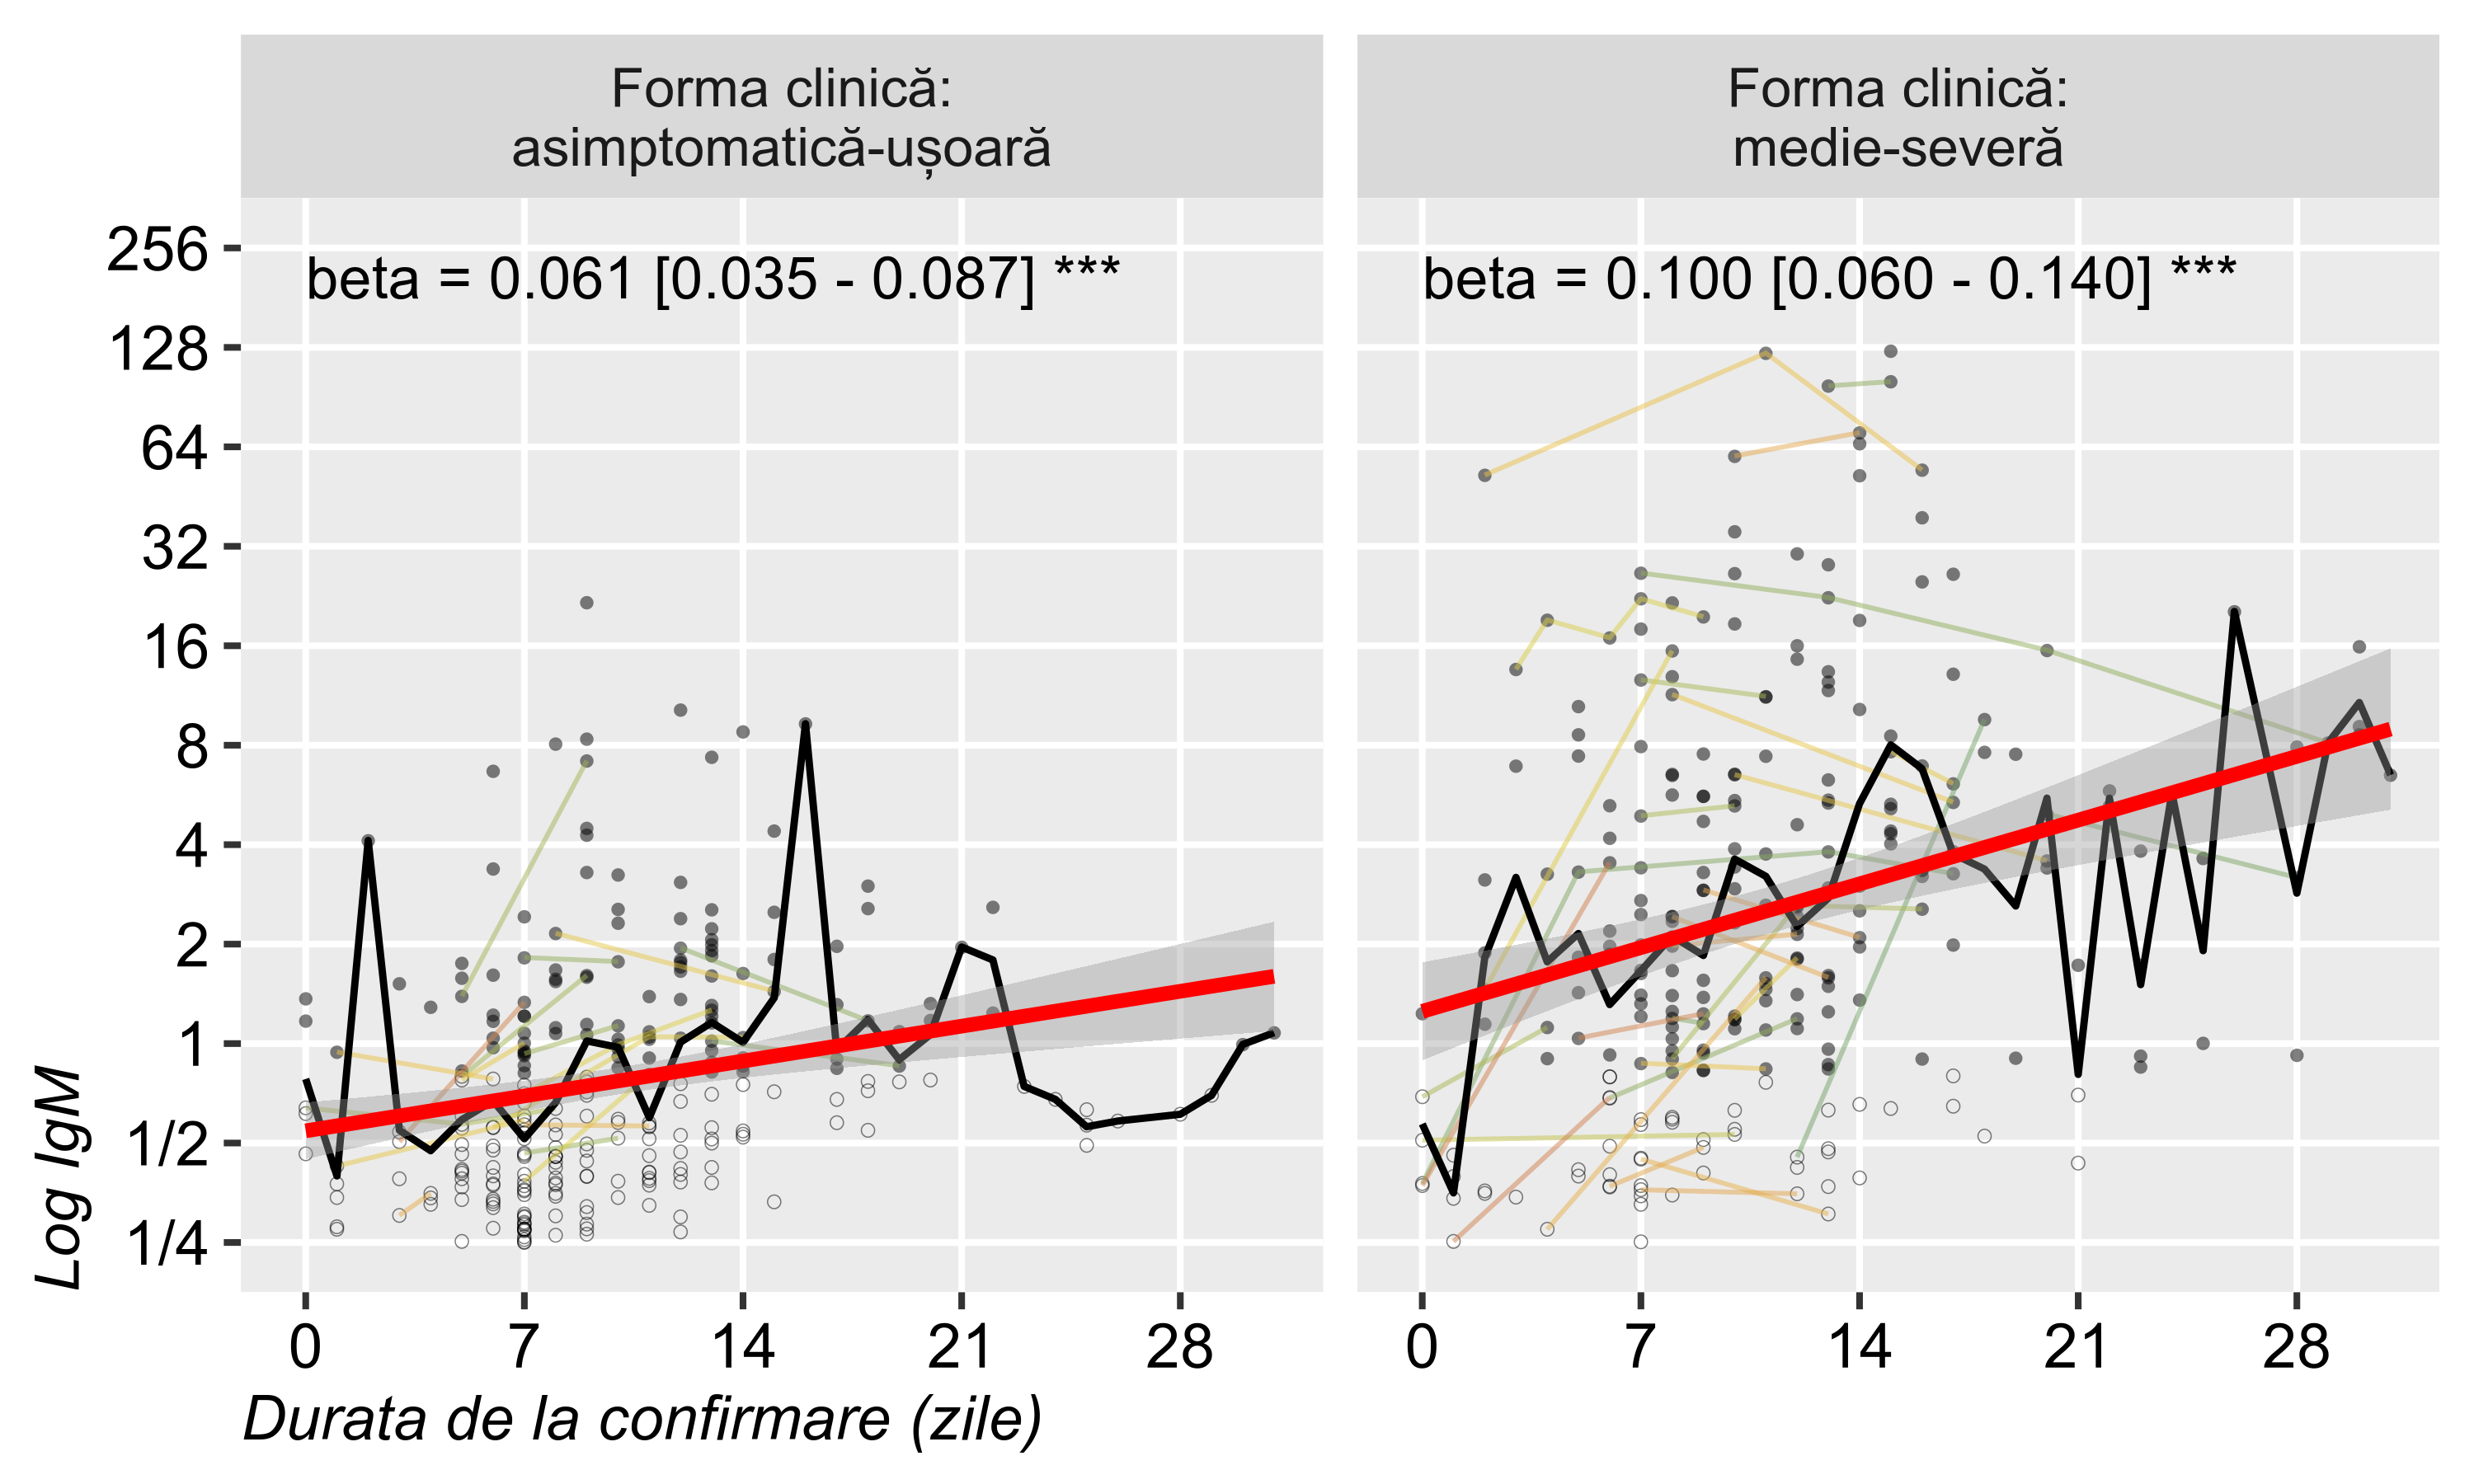 Forma clinică:
asimptomatică-ușoară
Forma clinică:
medie-severă
beta = 0.061 [0.035 - 0.087] ***
beta = 0.100 [0.060 - 0.140] ***
256
128
64
32
16
8
4
2
1
1/2
1/4
Log IgM
0 7 14 21 28
0 7 14 21 28
Durata de la confirmare (zile)